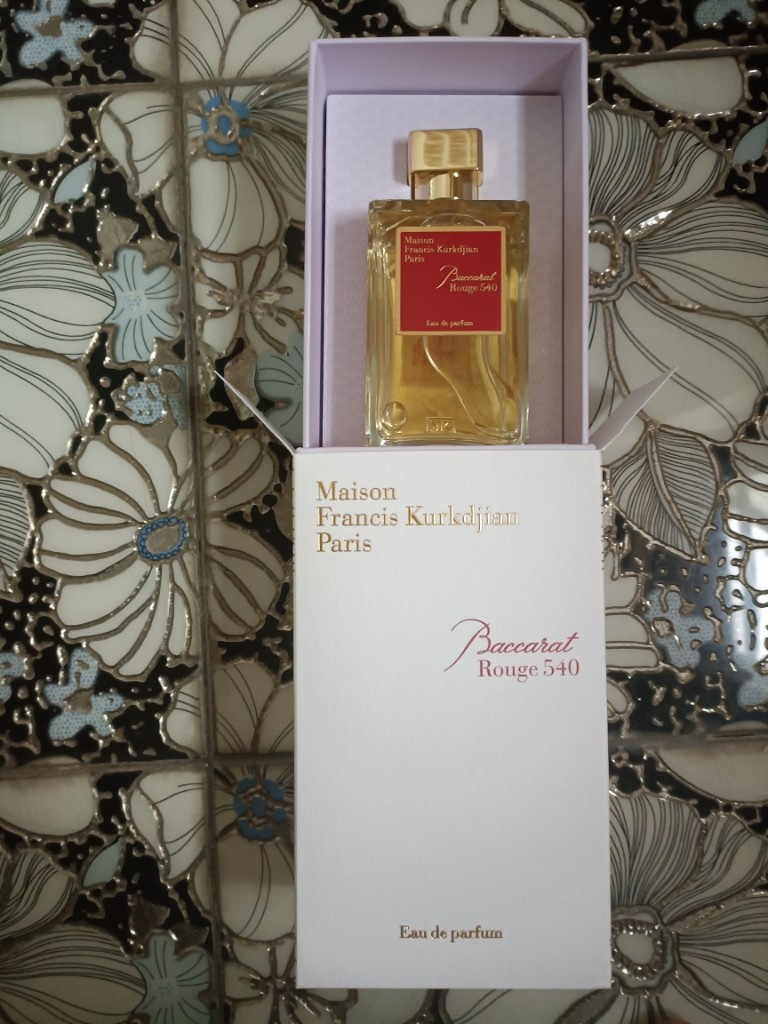 Maison
Francis Kurkdjian
Paris
Baccarat
Rouge 540
Eau de parfum
Maison
Francis Kurkdjian
Paris
Baccarat
Rouge 540
Eau de parfum